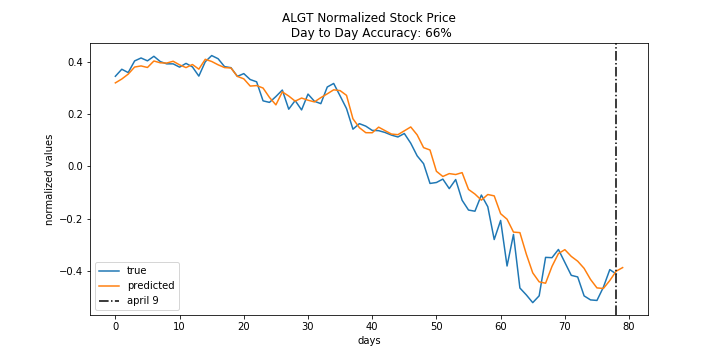 ALGT Normalized Stock Price
Day to Day Accuracy: 66%
normalized values
0.4
0.2
0.0
−0.2
−0.4
true
predicted
april 9
0 10 20 30 40 50 60 70 80
days